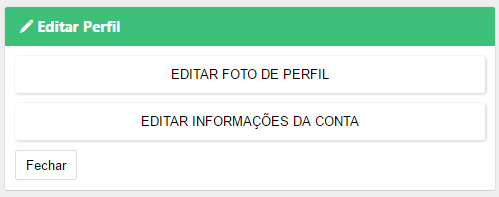 Editar Perfil
EDITAR FOTO DE PERFIL
EDITAR INFORMAÇÕES DA CONTA
Fechar